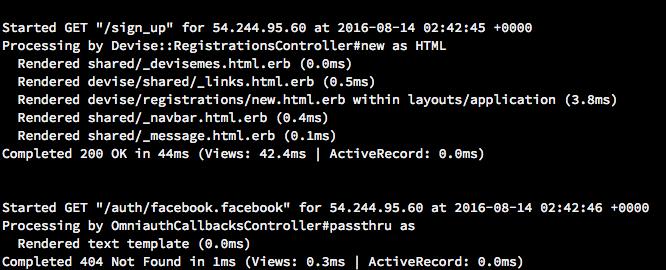 Started GET "/sign_up" for 54.244.95.60 at 2016-08-14 02:42:45 +0000
Processing by Devise::RegistrationsController#new as HTML
  Rendered shared/_devisemes.html.erb (0.0ms)
  Rendered devise/shared/_links.html.erb (0.5ms)
  Rendered devise/registrations/new.html.erb within layouts/application (3.8ms)
  Rendered shared/_navbar.html.erb (0.4ms)
  Rendered shared/_message.html.erb (0.1ms)
Completed 200 OK in 44ms (Views: 42.4ms | ActiveRecord: 0.0ms)
Started GET "/auth/facebook.facebook" for 54.244.95.60 at 2016-08-14 02:42:46 +0000
Processing by OmniauthCallbacksController#passthru as
  Rendered text template (0.0ms)
Completed 404 Not Found in 1ms (Views: 0.3ms | ActiveRecord: 0.0ms)